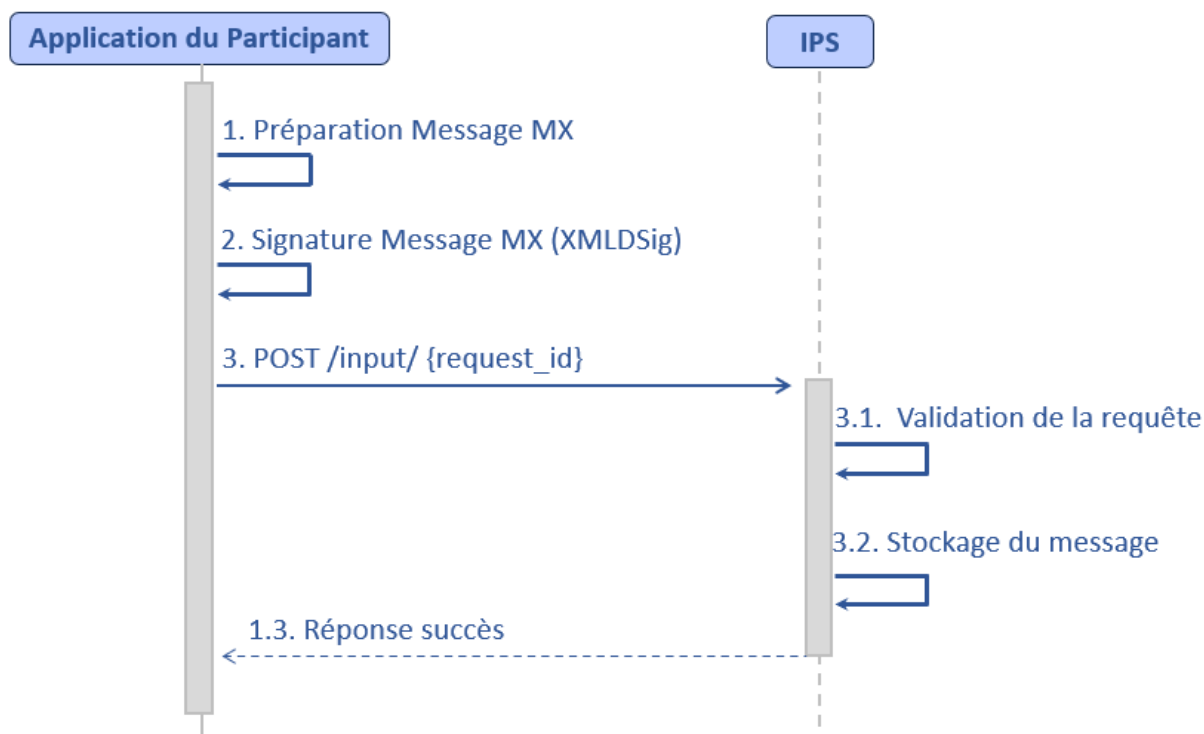 Application du Participant
IPS
1. Préparation Message MX
2. Signature Message MX (XMLDSig)
3. POST /input/ {request_id}
3.1.  Validation de la requête
3.2. Stockage du message
1.3. Réponse succès